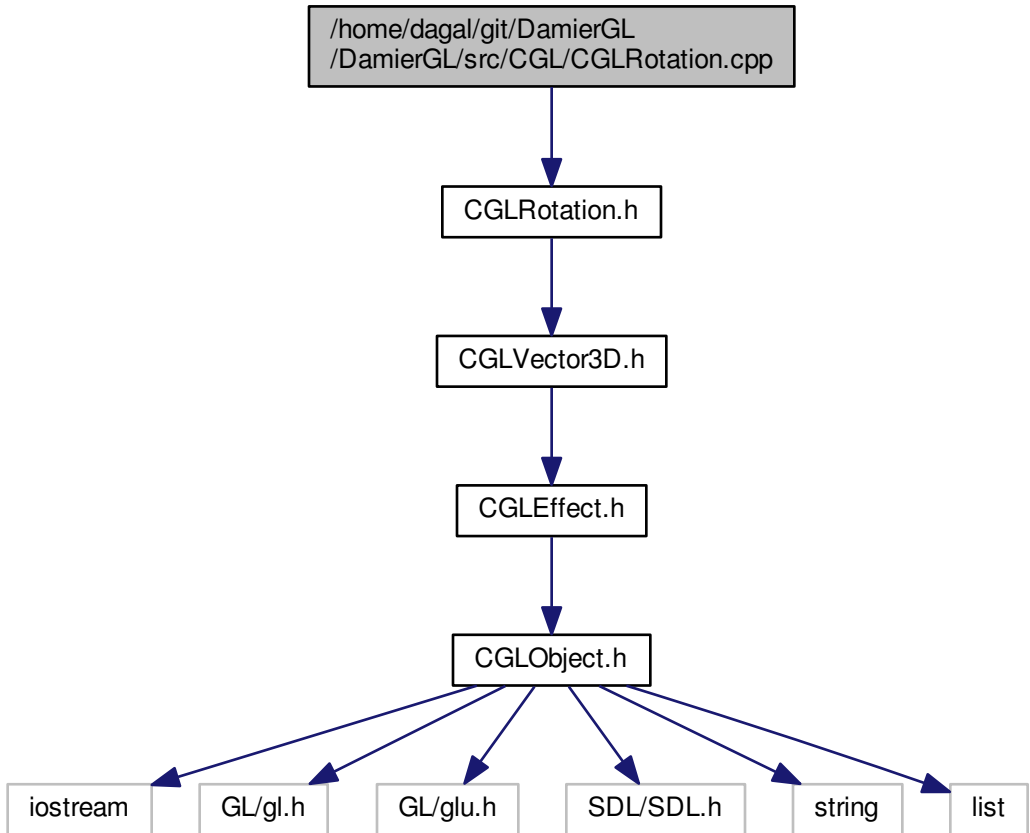 /home/dagal/git/DamierGL
/DamierGL/src/CGL/CGLRotation.cpp
CGLRotation.h
CGLVector3D.h
CGLEffect.h
CGLObject.h
iostream
GL/gl.h
GL/glu.h
SDL/SDL.h
string
list